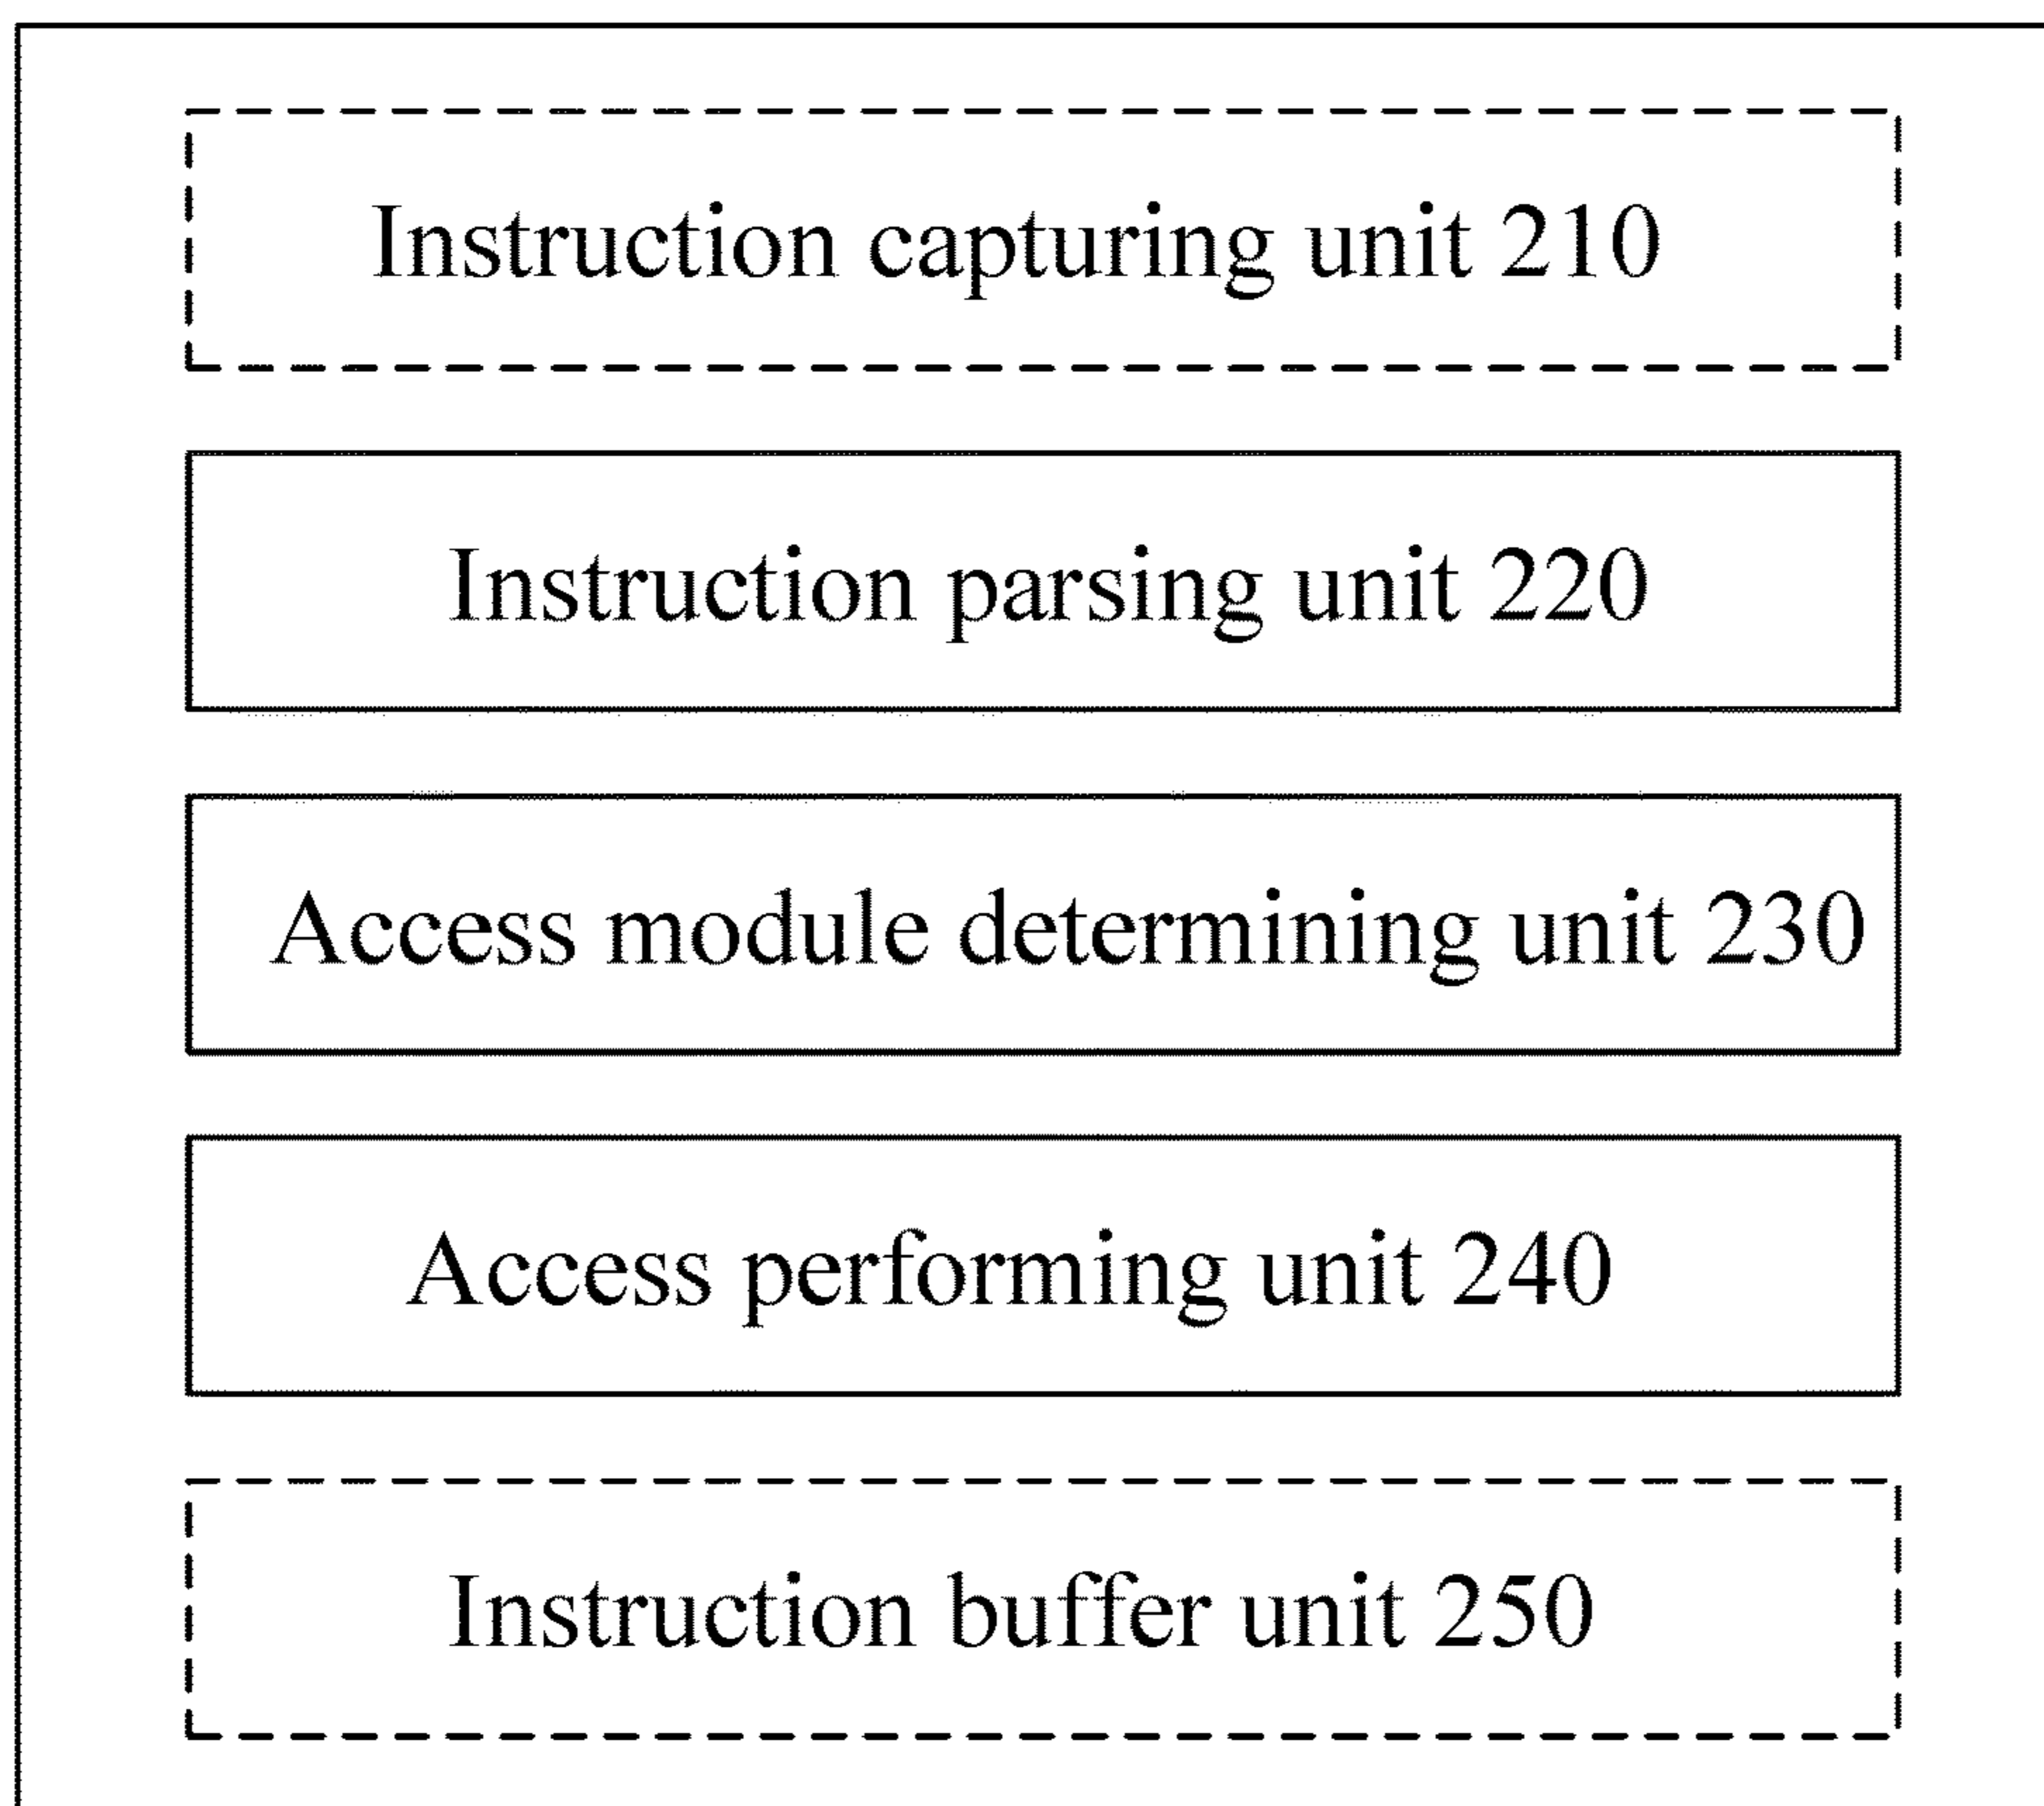 Instruction capturing unit 210
Instruction parsing unit 220
Access module determining unit 230
Access performing unit 240
Instruction buffer unit 250